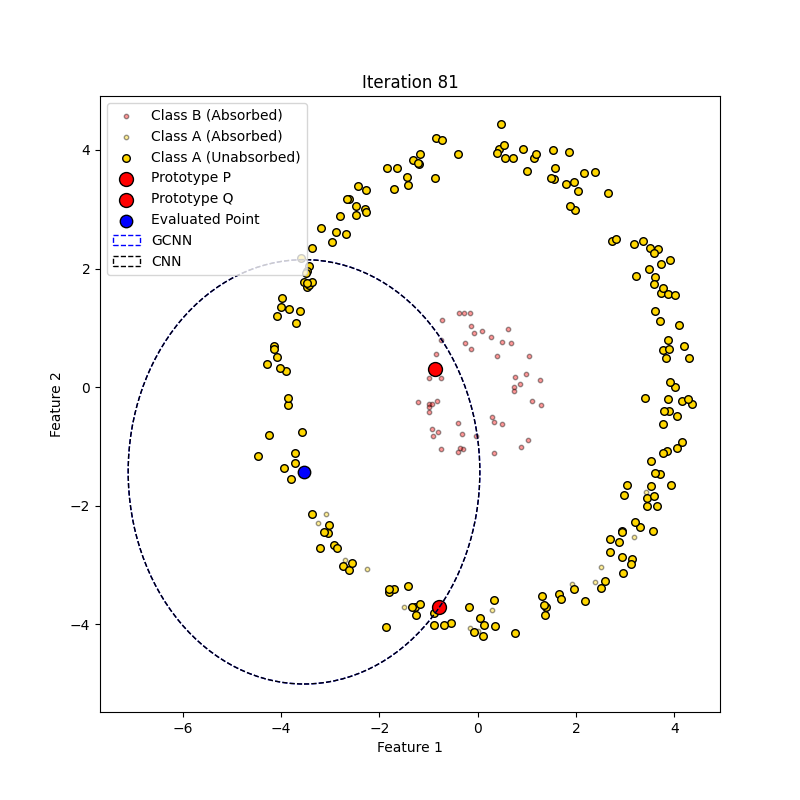 Iteration 81
Class B (Absorbed)
Class A (Absorbed)
Class A (Unabsorbed)
Prototype P
Prototype Q
Evaluated Point
GCNN
CNN
4
2
0
−2
−4
Feature 2
−6
−4
−2
0
2
4
Feature 1